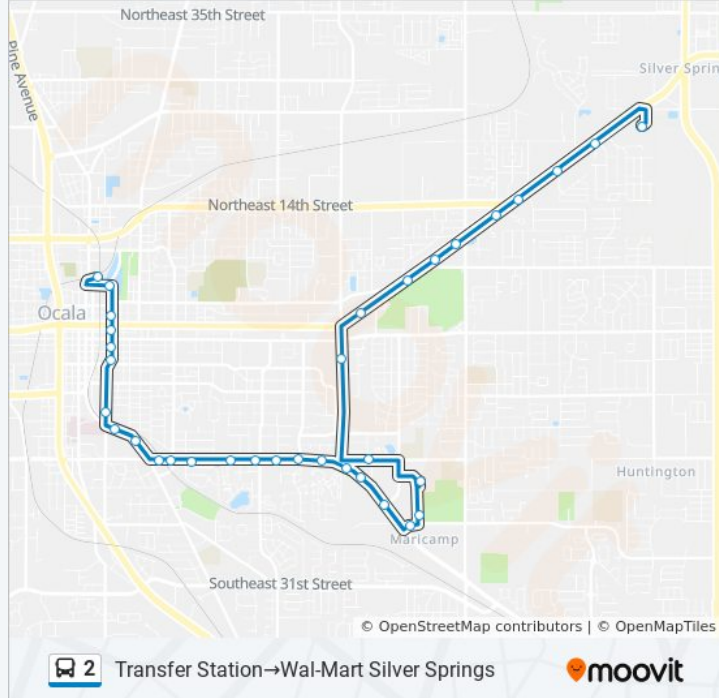 Northeast 35th Street
Pine Avenue
Silver Sprin
Northeast 14th Street
Ocala
Huntington
Maricamp
Southeast 31st Street
© OpenStreetMap contributors | © OpenMapTiles
2 Transfer Station→Wal-Mart Silver Springs
moovit